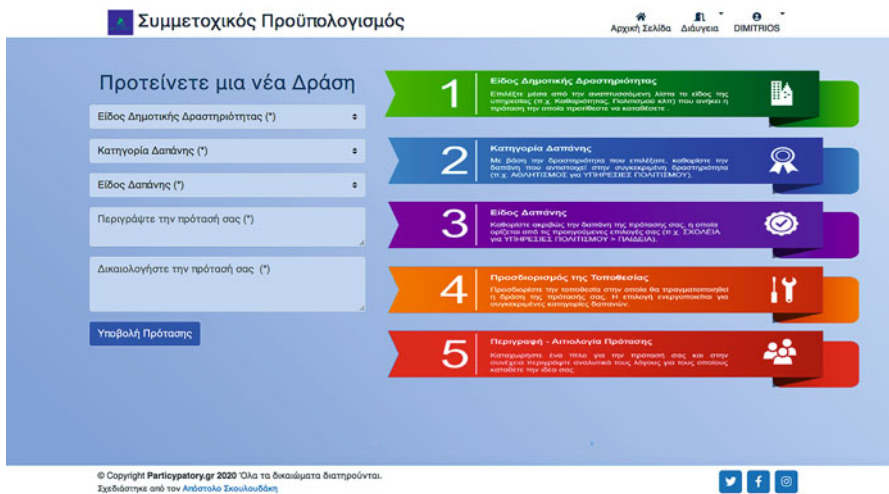 Συμμετοχικός Προϋπολογισμός
Αρχική Σελίδα
Διαύγεια
DIMITRIOS
Προτείνετε μια νέα Δράση
Είδος Δημοτικής Δραστηριότητας (*)
Κατηγορία Δαπάνης (*)
Είδος Δαπάνης (*)
Περιγράψτε την πρότασή σας (*)
Δικαιολογήστε την πρότασή σας (*)
Υποβολή Πρότασης
1
Είδος Δημοτικής Δραστηριότητας
Επιλέξτε μέσα από την αναπτυσσόμενη λίστα το είδος της
υπηρεσίας (π.χ. Καθαριότητας, Πολιτισμού κλπ) που ανήκει η
πρόταση την οποία προτίθεστε να καταθέσετε .
2
Κατηγορία Δαπάνης
Με βάση την δραστηριότητα που επιλέξατε, καθορίστε την
δαπάνη που αντιστοιχεί στην συγκεκριμένη δραστηριότητα
(π.χ. ΑΘΛΗΤΙΣΜΟΣ για ΥΠΗΡΕΣΙΕΣ ΠΟΛΙΤΙΣΜΟΥ).
3
Είδος Δαπάνης
Καθορίστε ακριβώς την δαπάνη της πρότασης σας, η οποία
ορίζεται από τις προηγούμενες επιλογές σας (π.χ. ΣΧΟΛΕΙΑ
για ΥΠΗΡΕΣΙΕΣ ΠΟΛΙΤΙΣΜΟΥ > ΠΑΙΔΕΙΑ).
4
Προσδιορισμός της Τοποθεσίας
Προσδιορίστε την τοποθεσία στην οποία θα πραγματοποιηθεί
η δράση της πρότασής σας. Η επιλογή ενεργοποιείται για
συγκεκριμένες κατηγορίες δαπανών.
5
Περιγραφή - Αιτιολογία Πρότασης
Καταχωρήστε ένα τίτλο για την πρότασή σας και στην
συνέχεια περιγράψτε αναλυτικά τους λόγους για τους οποίους
καταθέτε την ιδέα σας.
© Copyright Particypatory.gr 2020 Όλα τα δικαιώματα διατηρούνται.
Σχεδιάστηκε από τον Απόστολο Σκουλουδάκη